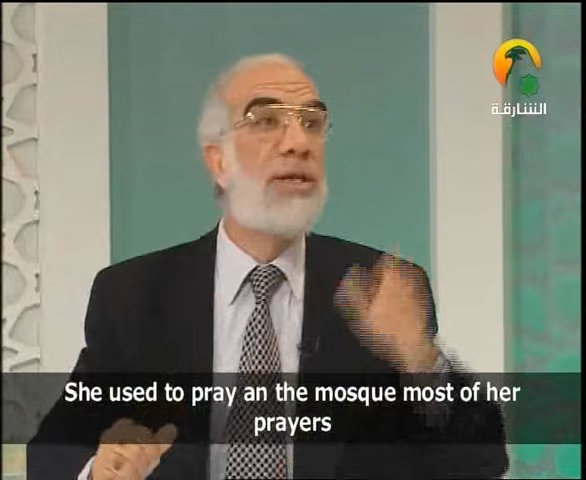 الشارقة
She used to pray an the mosque most of her
prayers